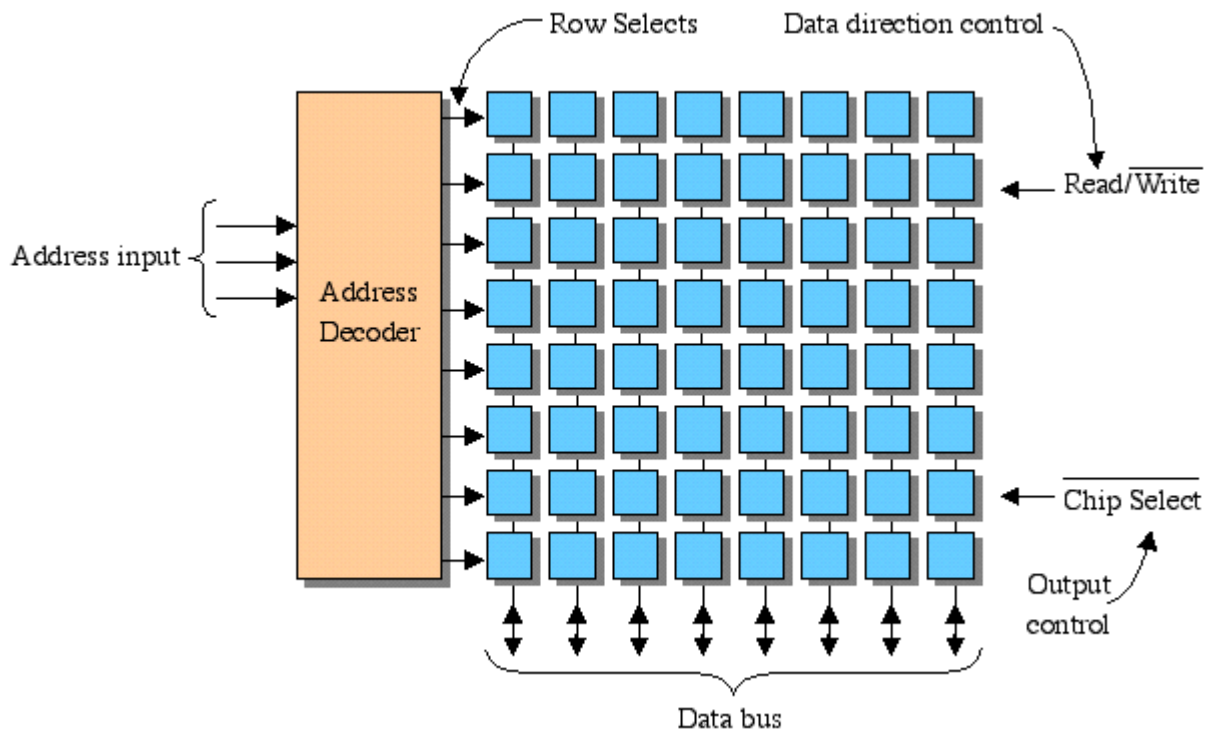 Row Selects
Data direction control
Read/Write
Address input
Address
Decoder
Chip Select
Output
control
Data bus